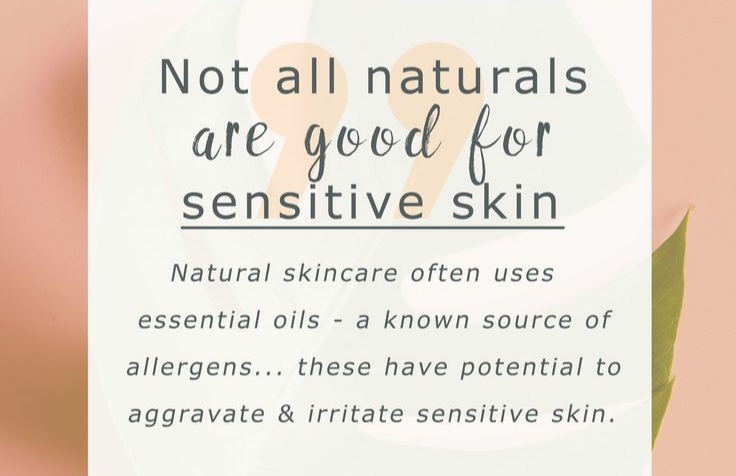 Not all naturals
are good for
sensitive skin
Natural skincare often uses
essential oils - a known source of
allergens... these have potential to
aggravate & irritate sensitive skin.